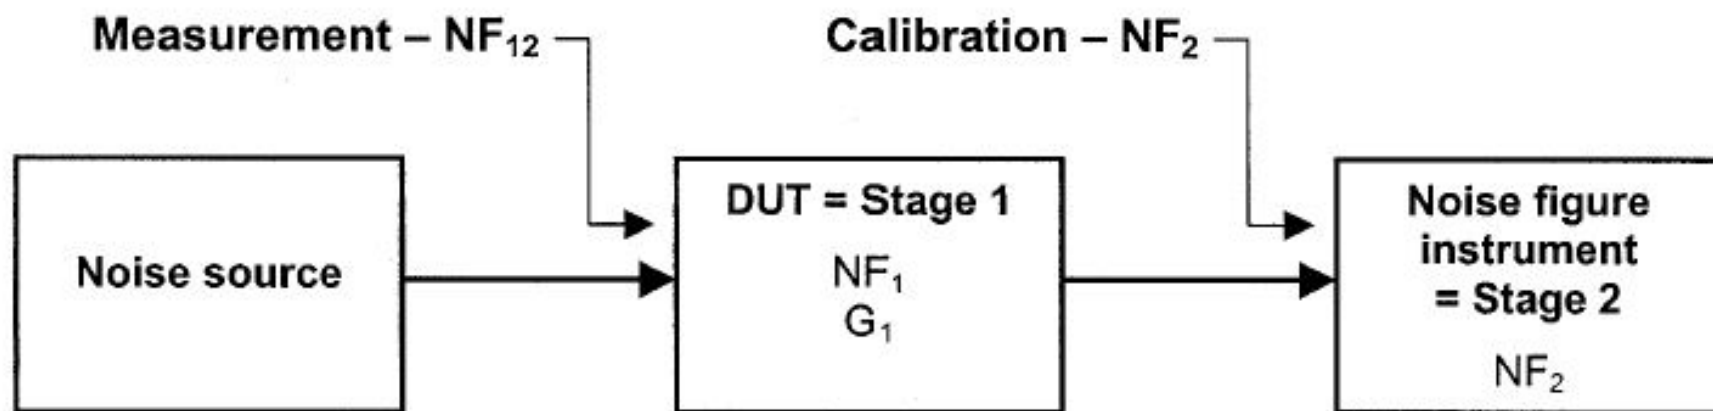 Measurement – NF₁₂
Calibration – NF₂
Noise source
DUT = Stage 1
NF₁
G₁
Noise figure
instrument
= Stage 2
NF₂